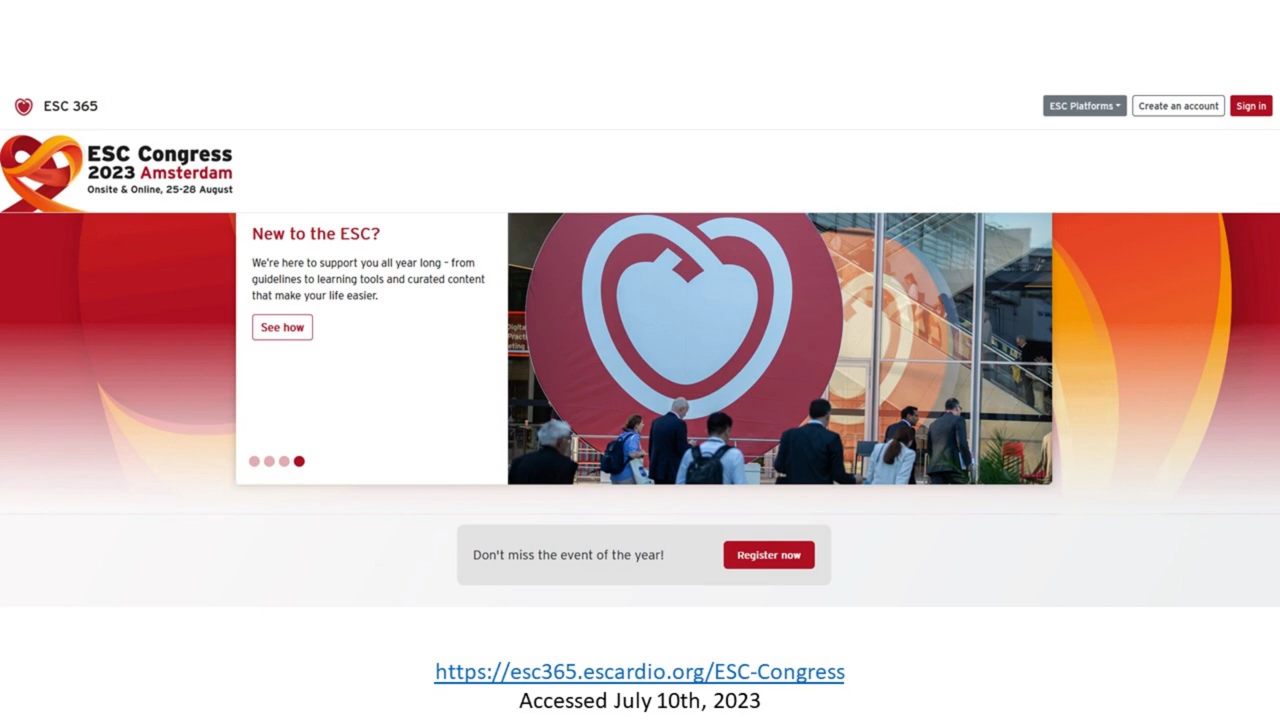 ESC 365
ESC Platforms
Create an account
Sign in
ESC Congress
2023 Amsterdam
Onsite & Online, 25-28 August
New to the ESC?
We're here to support you all year long - from
guidelines to learning tools and curated content
that make your life easier.
See how
Digita
Pract
eting
Don't miss the event of the year!
Register now
https://esc365.escardio.org/ESC-Congress
Accessed July 10th, 2023